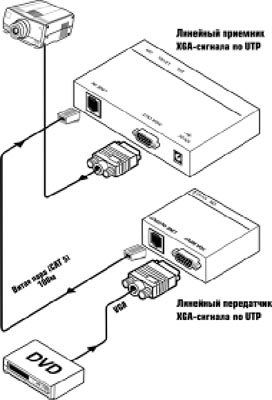 Линейный приемник
XGA-сигнала по UTP
Витая пара (CAT 5)
100м
VGA
Линейный передатчик
XGA-сигнала по UTP
DVD